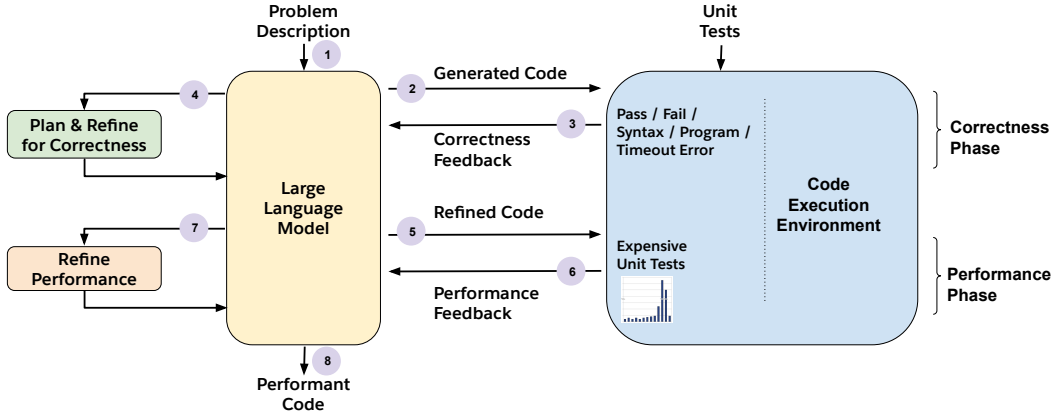 Problem
Description
1
Unit
Tests
2
Generated Code
4
Plan & Refine
for Correctness
3
Correctness
Feedback
Pass / Fail /
Syntax / Program /
Timeout Error
Correctness
Phase
Large
Language
Model
Code
Execution
Environment
7
Refine
Performance
5
Refined Code
6
Performance
Feedback
Expensive
Unit Tests
Performance
Phase
8
Performant
Code